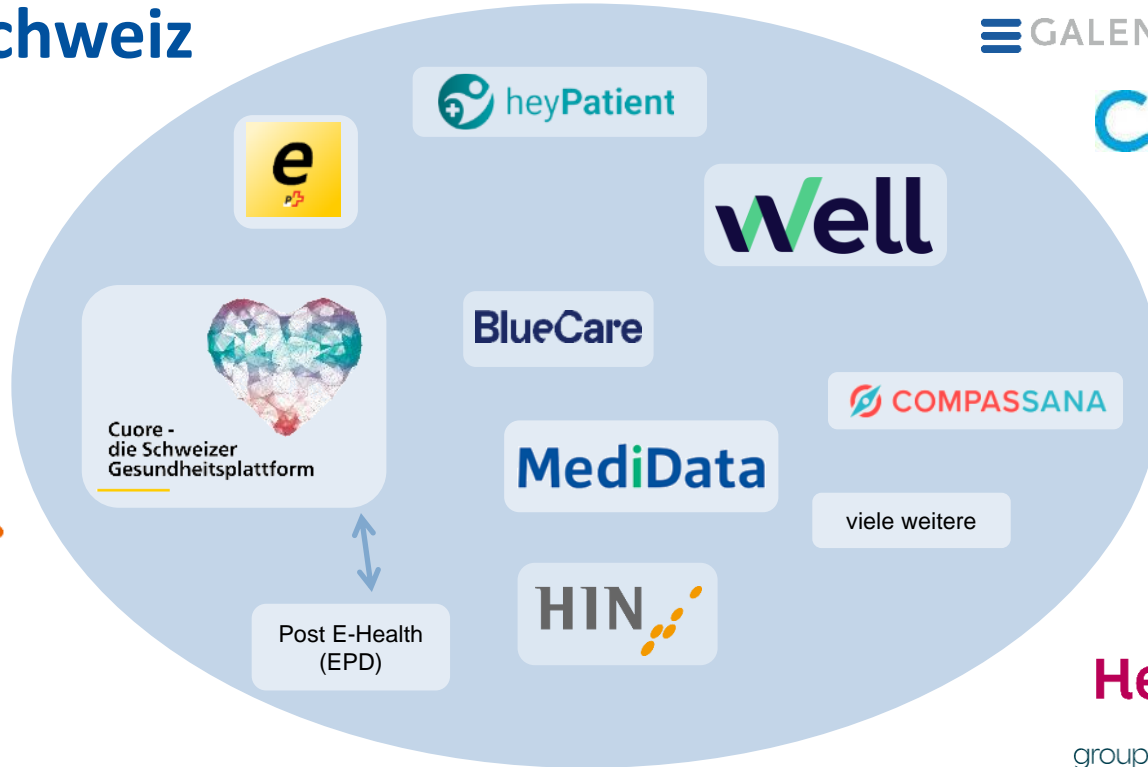 chweiz
GALEN
heyPatient
e
P
Well
BlueCare
COMPASSANA
Cuore -
die Schweizer
Gesundheitsplattform
MediData
viele weitere
HIN
Post E-Health
(EPD)
He
group